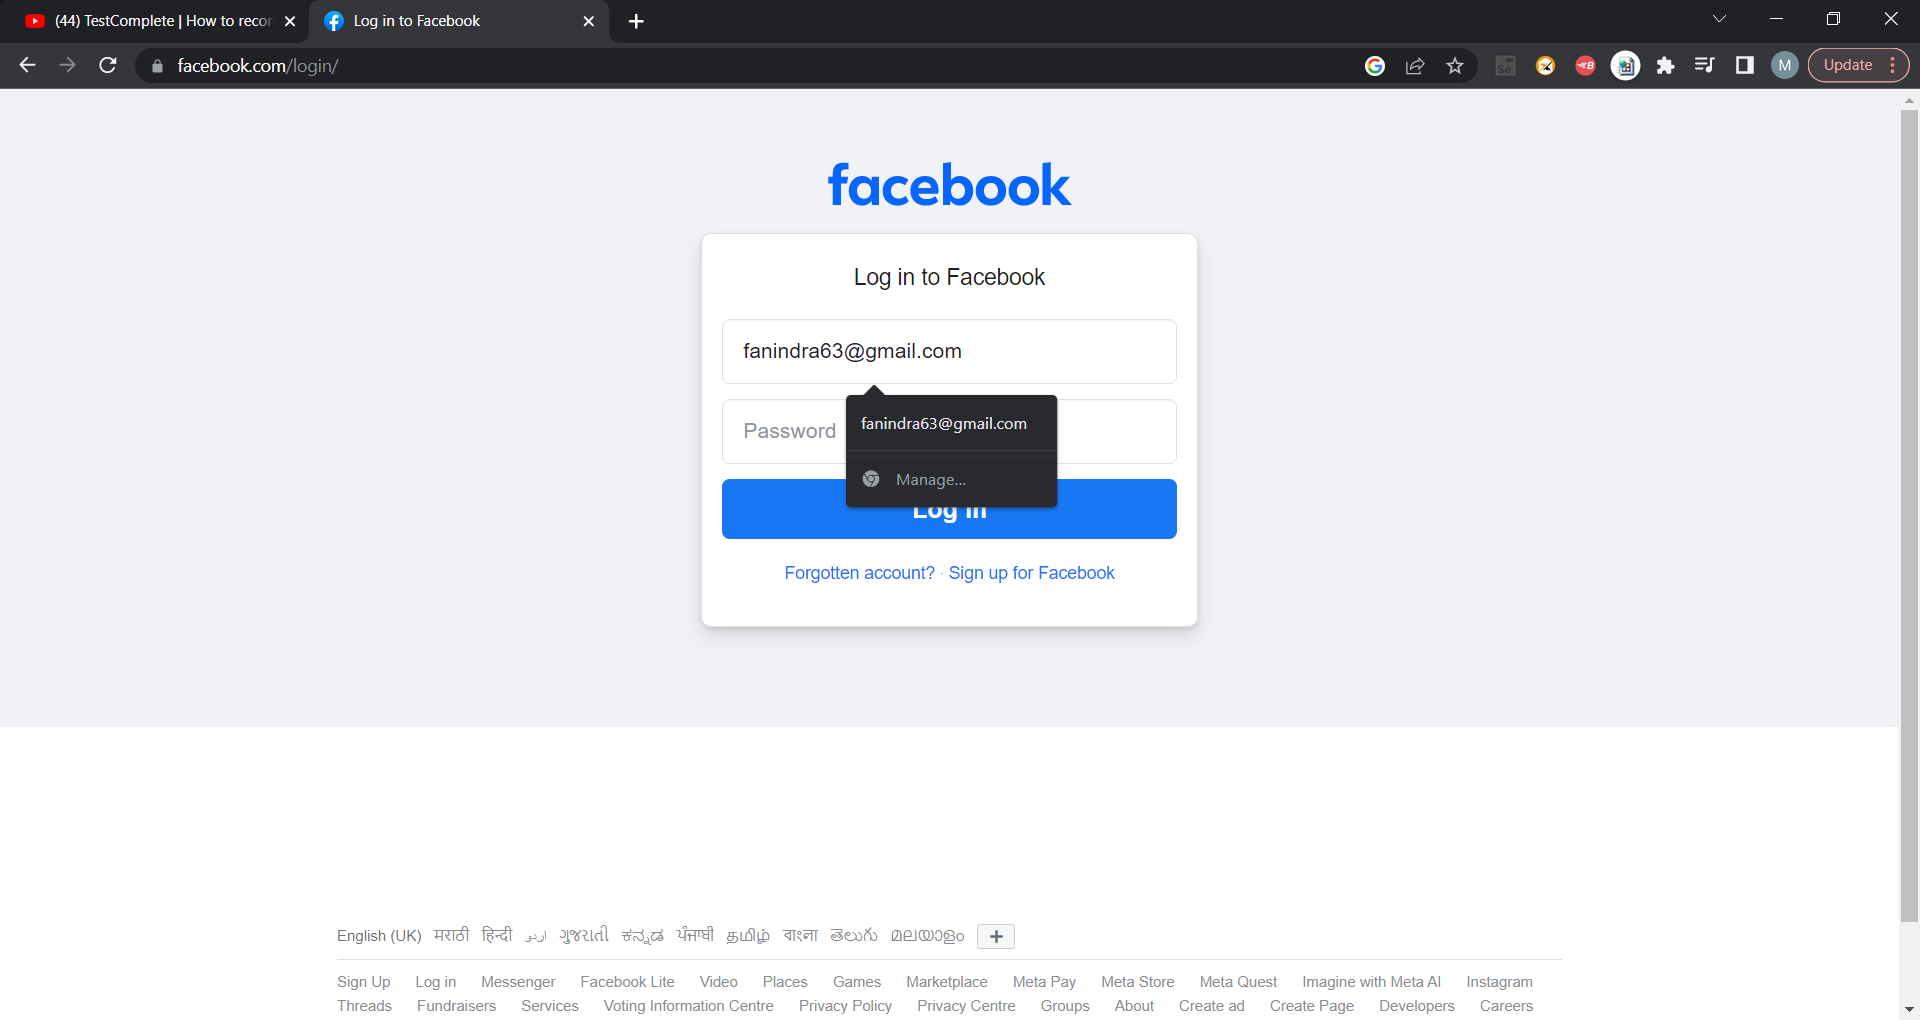 (44) TestComplete | How to recor
Log in to Facebook
facebook.com/login/
Se
B
M
Update
facebook
Log in to Facebook
fanindra63@gmail.com
Password
fanindra63@gmail.com
Manage...
Log in
Forgotten account? · Sign up for Facebook
English (UK) मराठी हिन्दी اردو ગુજરાતી ಕನ್ನಡ ਪੰਜਾਬੀ தமிழ் বাংলা తెలుగు മലയാളം
Sign Up Log in Messenger Facebook Lite Video Places Games Marketplace Meta Pay Meta Store Meta Quest Imagine with Meta AI Instagram
Threads Fundraisers Services Voting Information Centre Privacy Policy Privacy Centre Groups About Create ad Create Page Developers Careers